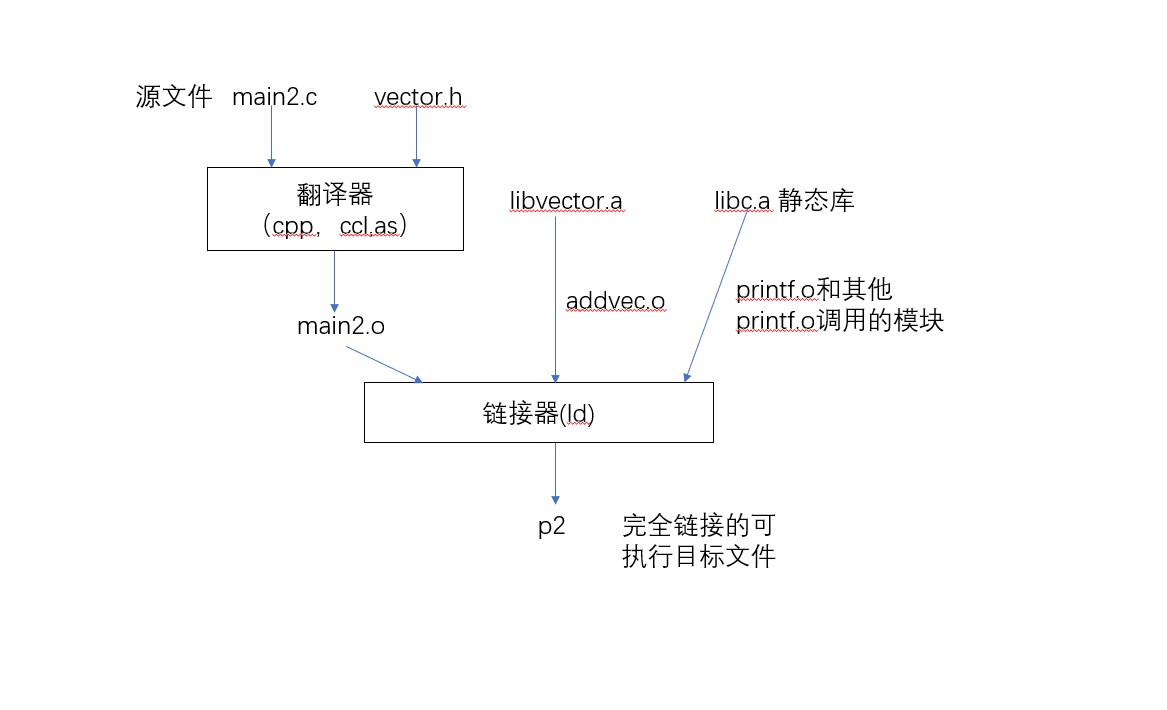 源文件 main2.c vector.h
翻译器
（cpp，ccl,as）
libvector.a
libc.a 静态库
addvec.o
printf.o和其他
printf.o调用的模块
main2.o
链接器(ld)
p2
完全链接的可
执行目标文件